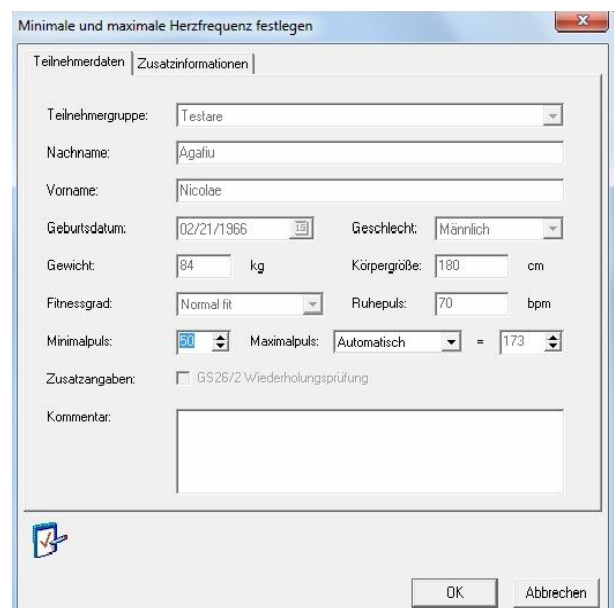 Minimale und maximale Herzfrequenz festlegen
Teilnehmerdaten Zusatzinformationen
Teilnehmergruppe: Testare
Nachname: Agafiu
Vorname: Nicolae
Geburtsdatum: 02/21/1966 15 Geschlecht: Männlich
Gewicht: 84 kg Körpergröße: 180 cm
Fitnessgrad: Normal fit Ruhepuls: 70 bpm
Minimalpuls: 50 Maximalpuls: Automatisch = 173
Zusatzangaben: GS26/2 Wiederholungsprüfung
Kommentar:
OK Abbrechen